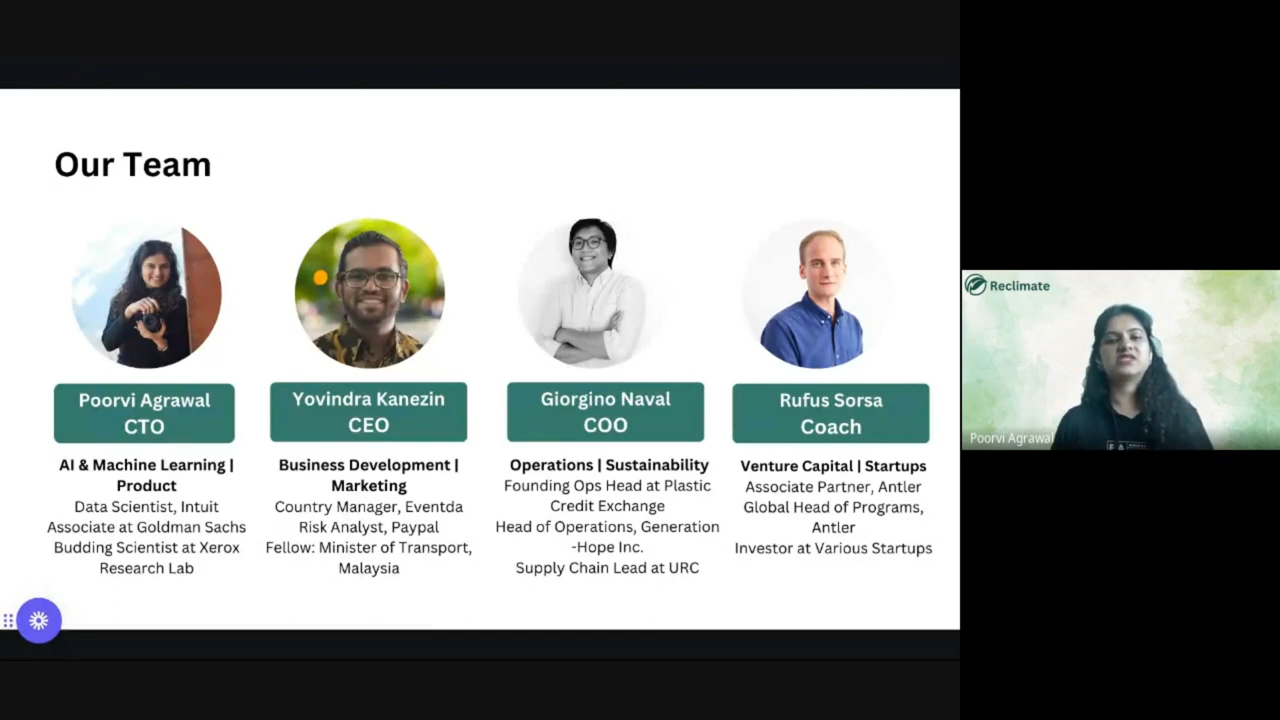 Our Team
Poorvi Agrawal
CTO
AI & Machine Learning |
Product
Data Scientist, Intuit
Associate at Goldman Sachs
Budding Scientist at Xerox
Research Lab
Yovindra Kanezin
CEO
Business Development |
Marketing
Country Manager, Eventda
Risk Analyst, Paypal
Fellow: Minister of Transport,
Malaysia
Giorgino Naval
COO
Operations | Sustainability
Founding Ops Head at Plastic
Credit Exchange
Head of Operations, Generation
-Hope Inc.
Supply Chain Lead at URC
Rufus Sorsa
Coach
Venture Capital | Startups
Associate Partner, Antler
Global Head of Programs,
Antler
Investor at Various Startups
Reclimate
Poorvi Agrawal